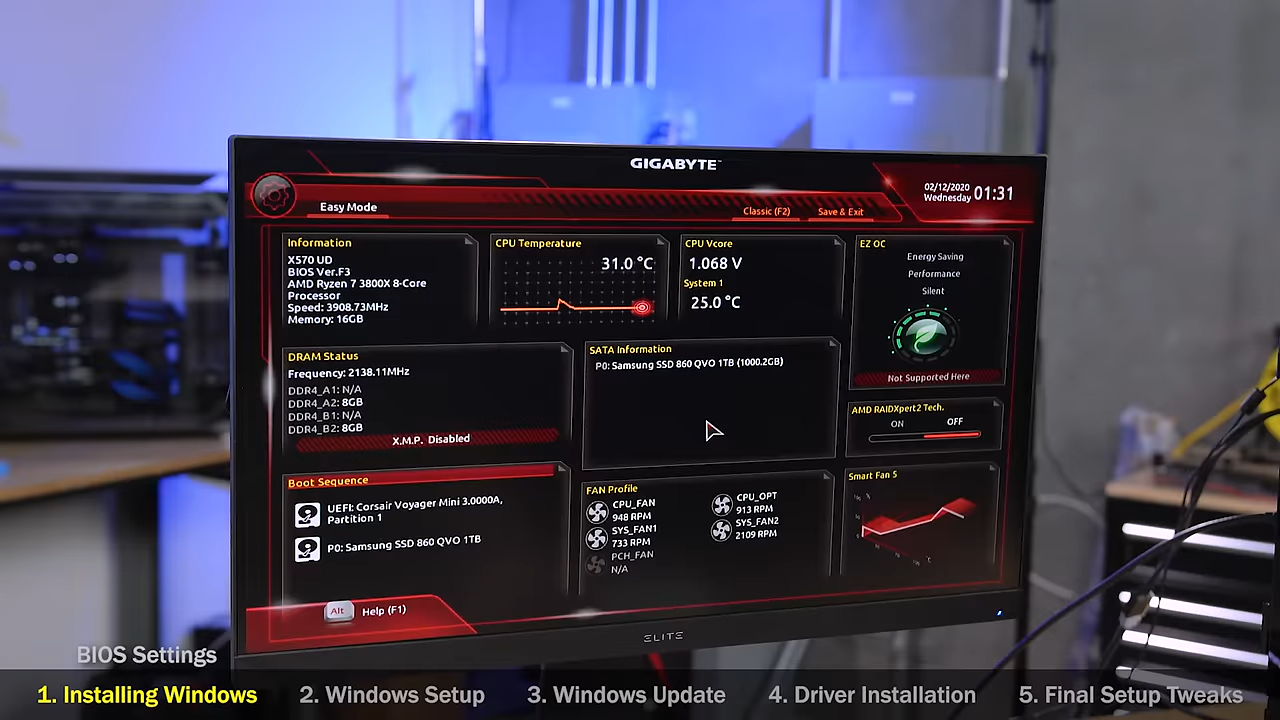 GIGABYTE™
Easy Mode
Classic (F2)
Save & Exit
02/12/2020
Wednesday
01:31
Information
X570 UD
BIOS Ver.F3
AMD Ryzen 7 3800X 8-Core
Processor
Speed: 3908.73MHz
Memory: 16GB
CPU Temperature
31.0 °C
CPU Vcore
1.068 V
System 1
25.0 °C
EZ OC
Energy Saving
Performance
Silent
Not Supported Here
DRAM Status
Frequency: 2138.11MHz
DDR4_A1: N/A
DDR4_A2: 8GB
DDR4_B1: N/A
DDR4_B2: 8GB
X.M.P. Disabled
SATA Information
P0: Samsung SSD 860 QVO 1TB (1000.2GB)
AMD RAIDXpert2 Tech.
ON
OFF
Boot Sequence
UEFI: Corsair Voyager Mini 3.0000A,
Partition 1
P0: Samsung SSD 860 QVO 1TB
FAN Profile
CPU_FAN
948 RPM
SYS_FAN1
733 RPM
PCH_FAN
N/A
CPU_OPT
913 RPM
SYS_FAN2
2109 RPM
Smart Fan 5
Alt
Help (F1)
ELITE
BIOS Settings
1. Installing Windows
2. Windows Setup
3. Windows Update
4. Driver Installation
5. Final Setup Tweaks